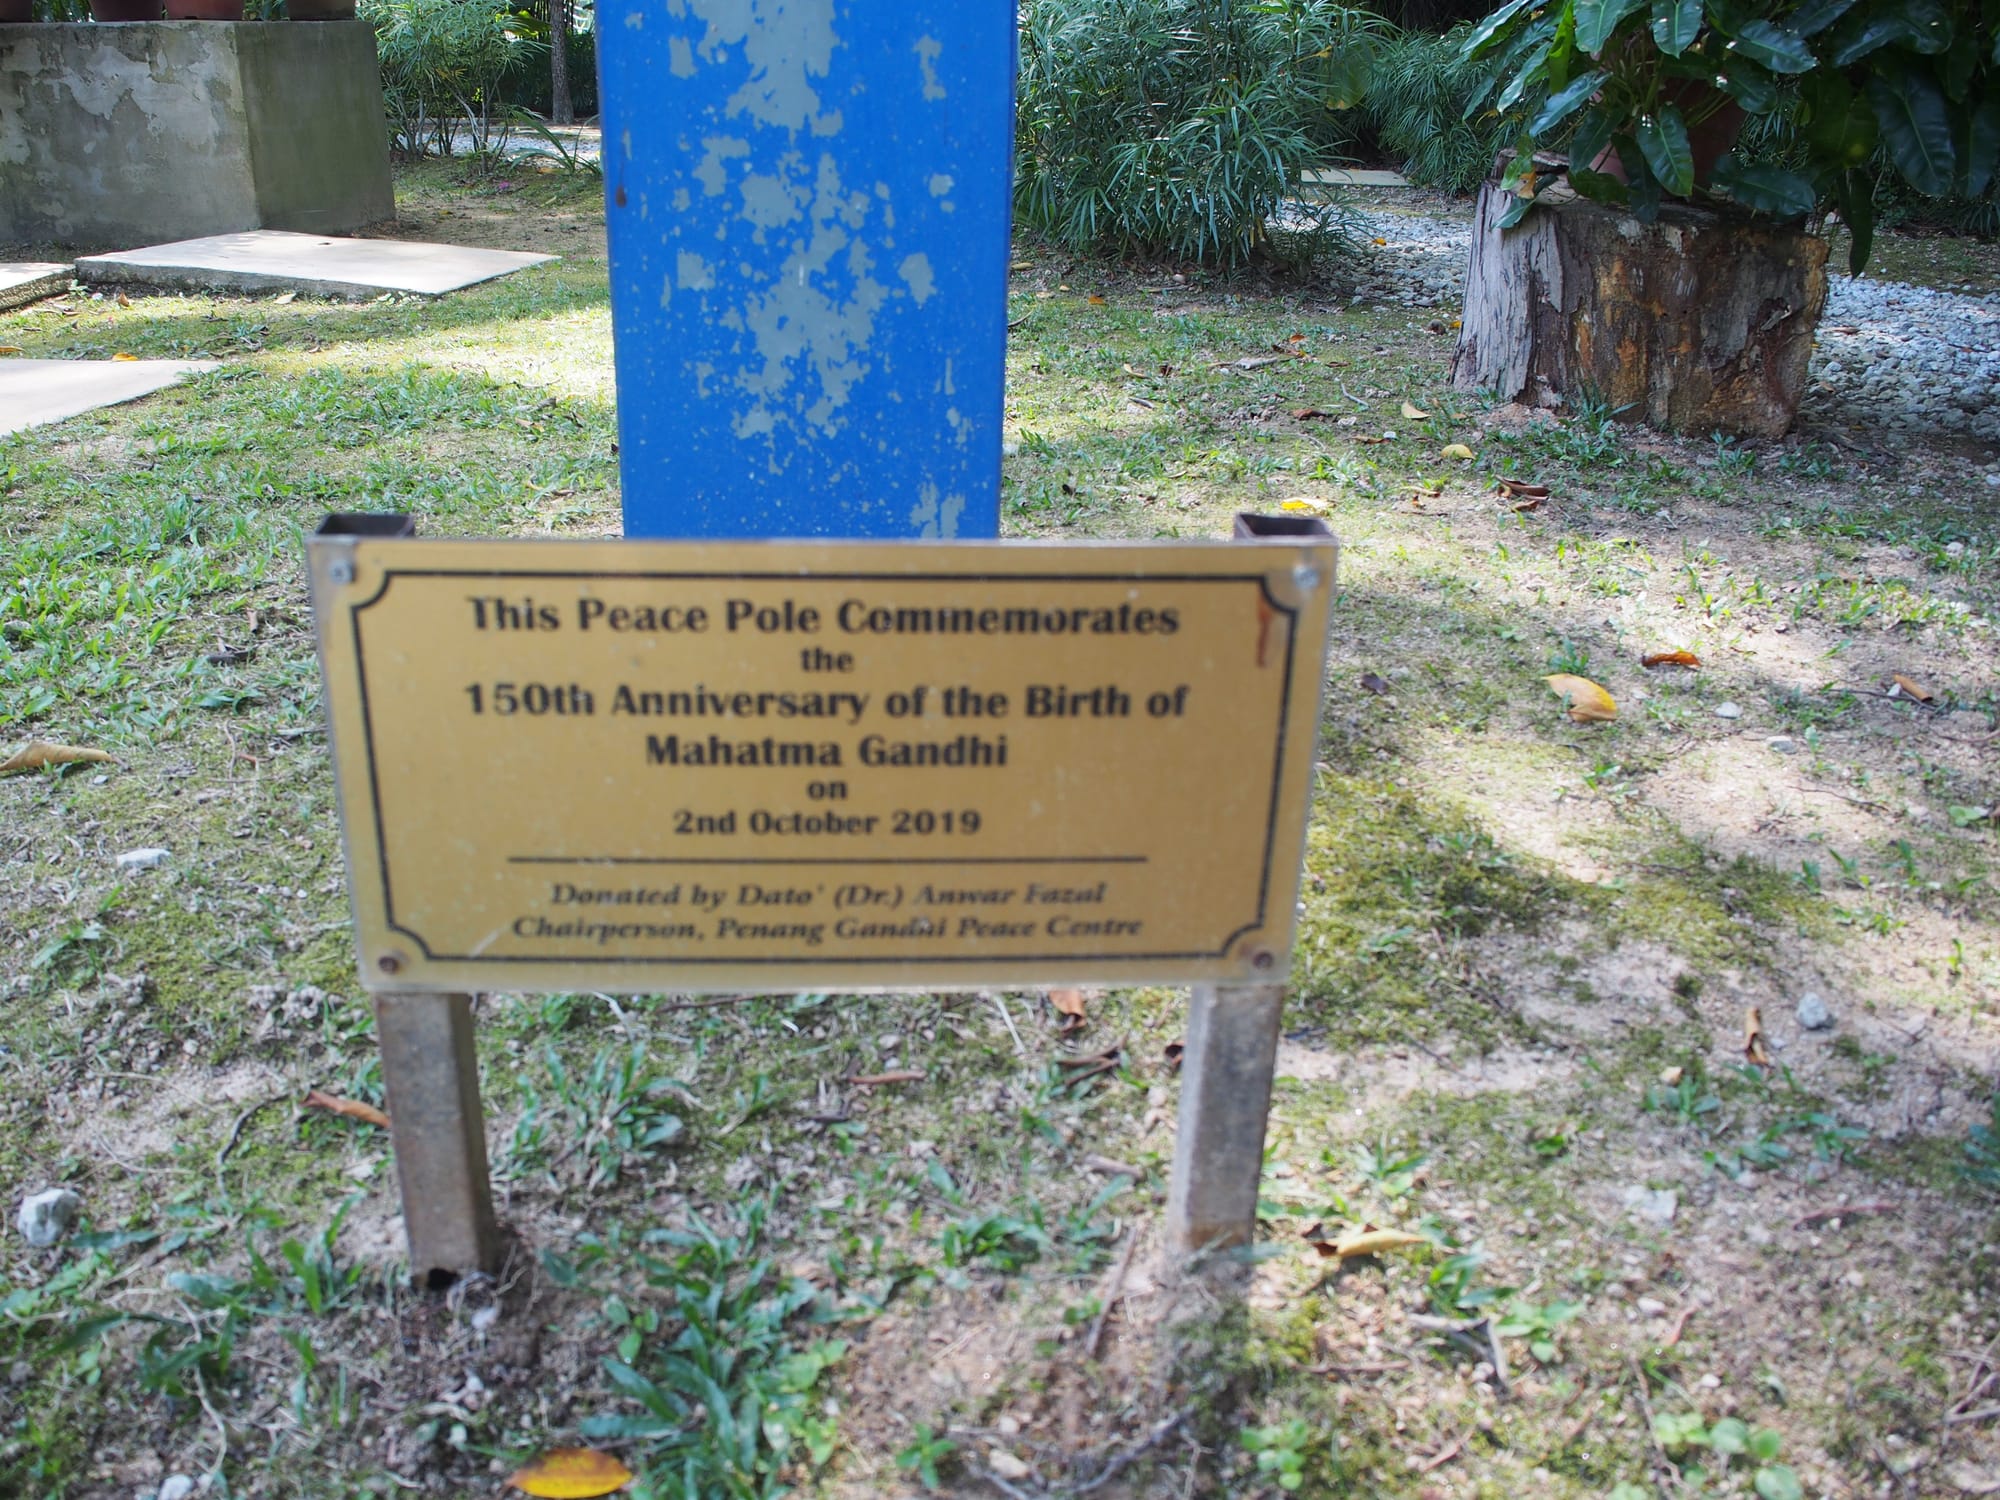 This Peace Pole Commemorates
the
150th Anniversary of the Birth of
Mahatma Gandhi
on
2nd October 2019
Donated by Dato' (Dr.) Anwar Fazal
Chairperson, Penang Gandhi Peace Centre